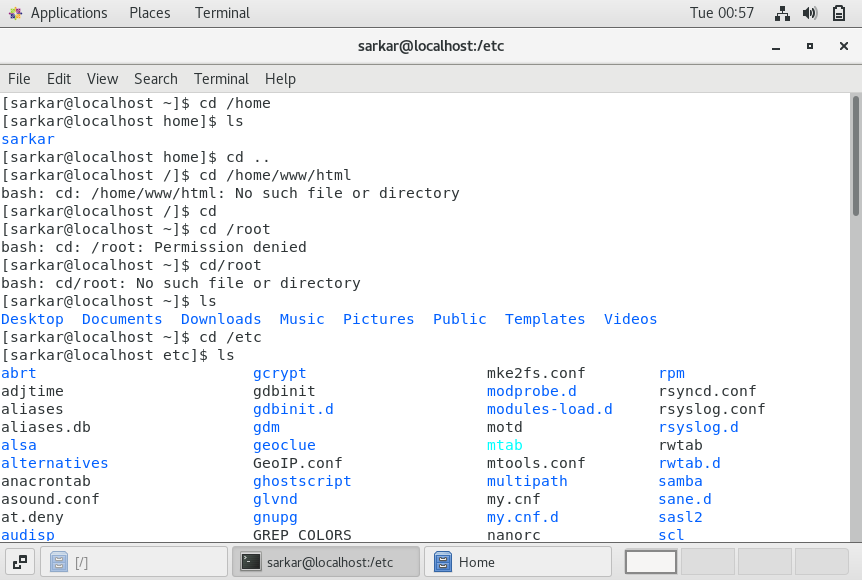 Applications Places Terminal Tue 00:57
sarkar@localhost:/etc
File Edit View Search Terminal Help
[sarkar@localhost ~]$ cd /home
[sarkar@localhost home]$ ls
sarkar
[sarkar@localhost home]$ cd ..
[sarkar@localhost /]$ cd /home/www/html
bash: cd: /home/www/html: No such file or directory
[sarkar@localhost /]$ cd
[sarkar@localhost ~]$ cd /root
bash: cd: /root: Permission denied
[sarkar@localhost ~]$ cd/root
bash: cd/root: No such file or directory
[sarkar@localhost ~]$ ls
Desktop Documents Downloads Music Pictures Public Templates Videos
[sarkar@localhost ~]$ cd /etc
[sarkar@localhost etc]$ ls
abrt gcrypt mke2fs.conf rpm
adjtime gdbinit modprobe.d rsyncd.conf
aliases gdbinit.d modules-load.d rsyslog.conf
aliases.db gdm motd rsyslog.d
alsa geoclue mtab rwtab
alternatives GeoIP.conf mtools.conf rwtab.d
anacrontab ghostscript multipath samba
asound.conf glvnd my.cnf sane.d
at.deny gnupg my.cnf.d sasl2
audisp GREP_COLORS nanorc scl
[/] sarkar@localhost:/etc Home